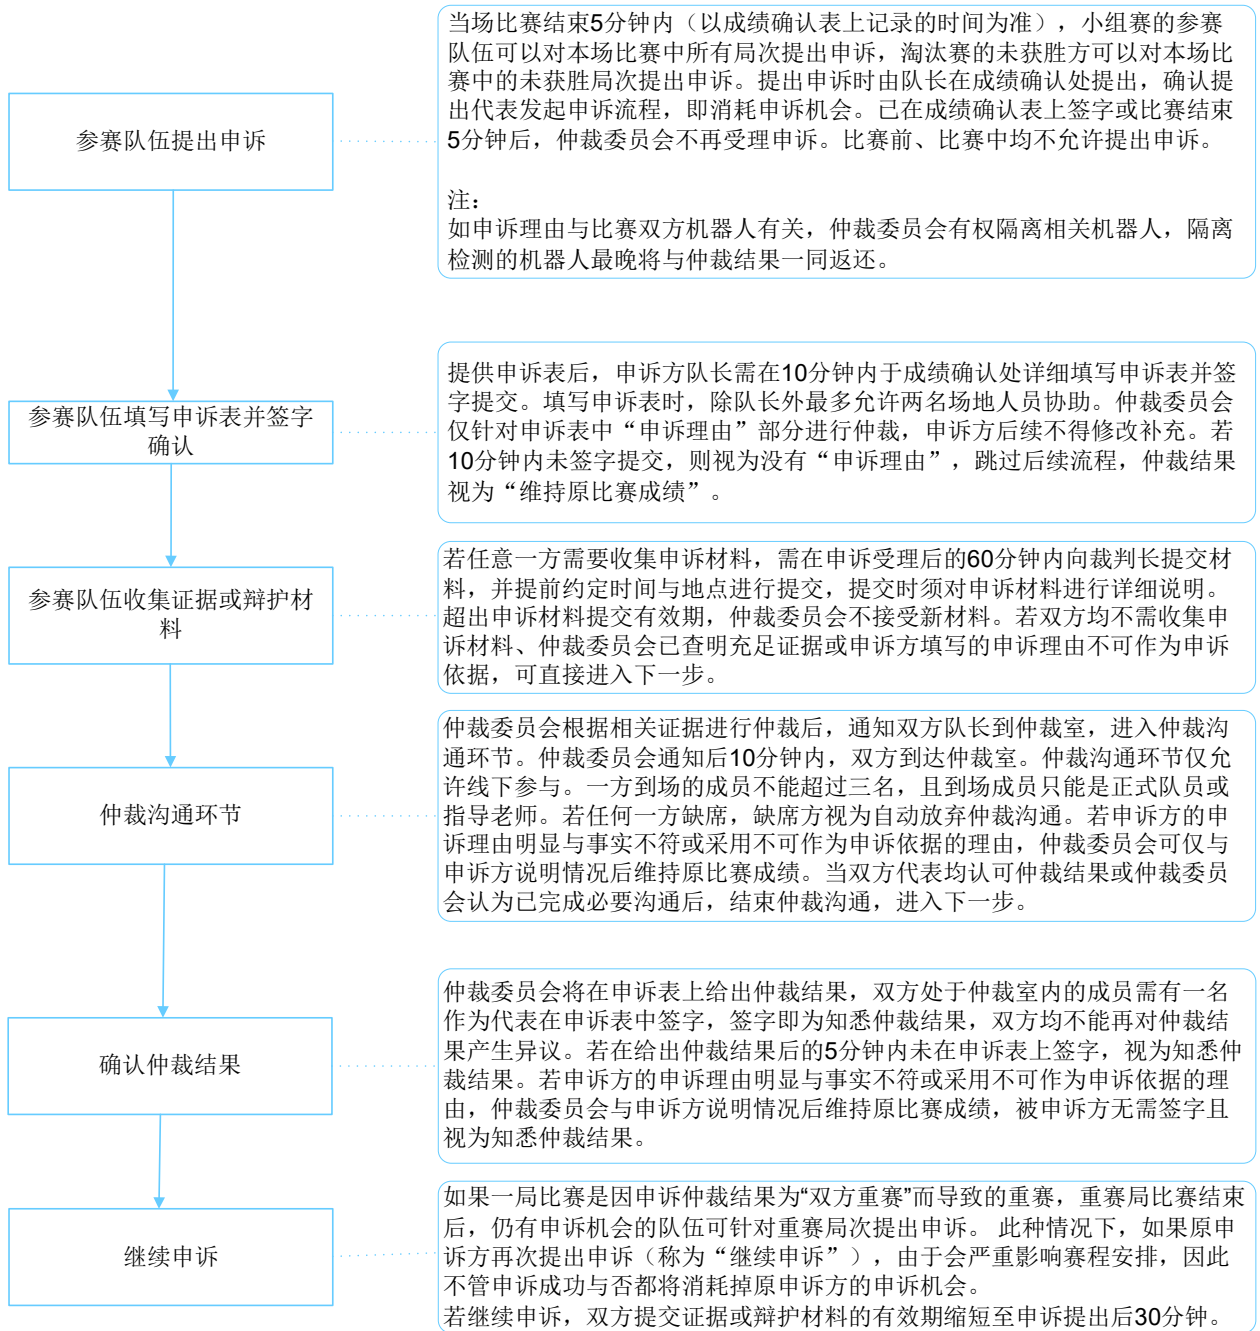 参赛队伍提出申诉
当场比赛结束5分钟内（以成绩确认表上记录的时间为准），小组赛的参赛
队伍可以对本场比赛中所有局次提出申诉，淘汰赛的未获胜方可以对本场比
赛中的未获胜局次提出申诉。提出申诉时由队长在成绩确认处提出，确认提
出代表发起申诉流程，即消耗申诉机会。已在成绩确认表上签字或比赛结束
5分钟后，仲裁委员会不再受理申诉。比赛前、比赛中均不允许提出申诉。
注：
如申诉理由与比赛双方机器人有关，仲裁委员会有权隔离相关机器人，隔离
检测的机器人最晚将与仲裁结果一同返还。
参赛队伍填写申诉表并签字
确认
提供申诉表后，申诉方队长需在10分钟内于成绩确认处详细填写申诉表并签
字提交。填写申诉表时，除队长外最多允许两名场地人员协助。仲裁委员会
仅针对申诉表中“申诉理由”部分进行仲裁，申诉方后续不得修改补充。若
10分钟内未签字提交，则视为没有“申诉理由”，跳过后续流程，仲裁结果
视为“维持原比赛成绩”。
参赛队伍收集证据或辩护材
料
若任意一方需要收集申诉材料，需在申诉受理后的60分钟内向裁判长提交材
料，并提前约定时间与地点进行提交，提交时须对申诉材料进行详细说明。
超出申诉材料提交有效期，仲裁委员会不接受新材料。若双方均不需收集申
诉材料、仲裁委员会已查明充足证据或申诉方填写的申诉理由不可作为申诉
依据，可直接进入下一步。
仲裁沟通环节
仲裁委员会根据相关证据进行仲裁后，通知双方队长到仲裁室，进入仲裁沟
通环节。仲裁委员会通知后10分钟内，双方到达仲裁室。仲裁沟通环节仅允
许线下参与。一方到场的成员不能超过三名，且到场成员只能是正式队员或
指导老师。若任何一方缺席，缺席方视为自动放弃仲裁沟通。若申诉方的申
诉理由明显与事实不符或采用不可作为申诉依据的理由，仲裁委员会可仅与
申诉方说明情况后维持原比赛成绩。当双方代表均认可仲裁结果或仲裁委员
会认为已完成必要沟通后，结束仲裁沟通，进入下一步。
确认仲裁结果
仲裁委员会将在申诉表上给出仲裁结果，双方处于仲裁室内的成员需有一名
作为代表在申诉表中签字，签字即为知悉仲裁结果，双方均不能再对仲裁结
果产生异议。若在给出仲裁结果后的5分钟内未在申诉表上签字，视为知悉仲
裁结果。若申诉方的申诉理由明显与事实不符或采用不可作为申诉依据的理
由，仲裁委员会与申诉方说明情况后维持原比赛成绩，被申诉方无需签字且
视为知悉仲裁结果。
继续申诉
如果一局比赛是因申诉仲裁结果为“双方重赛”而导致的重赛，重赛局比赛结束
后，仍有申诉机会的队伍可针对重赛局次提出申诉。 此种情况下，如果原申
诉方再次提出申诉（称为“继续申诉”），由于会严重影响赛程安排，因此
不管申诉成功与否都将消耗掉原申诉方的申诉机会。
若继续申诉，双方提交证据或辩护材料的有效期缩短至申诉提出后30分钟。